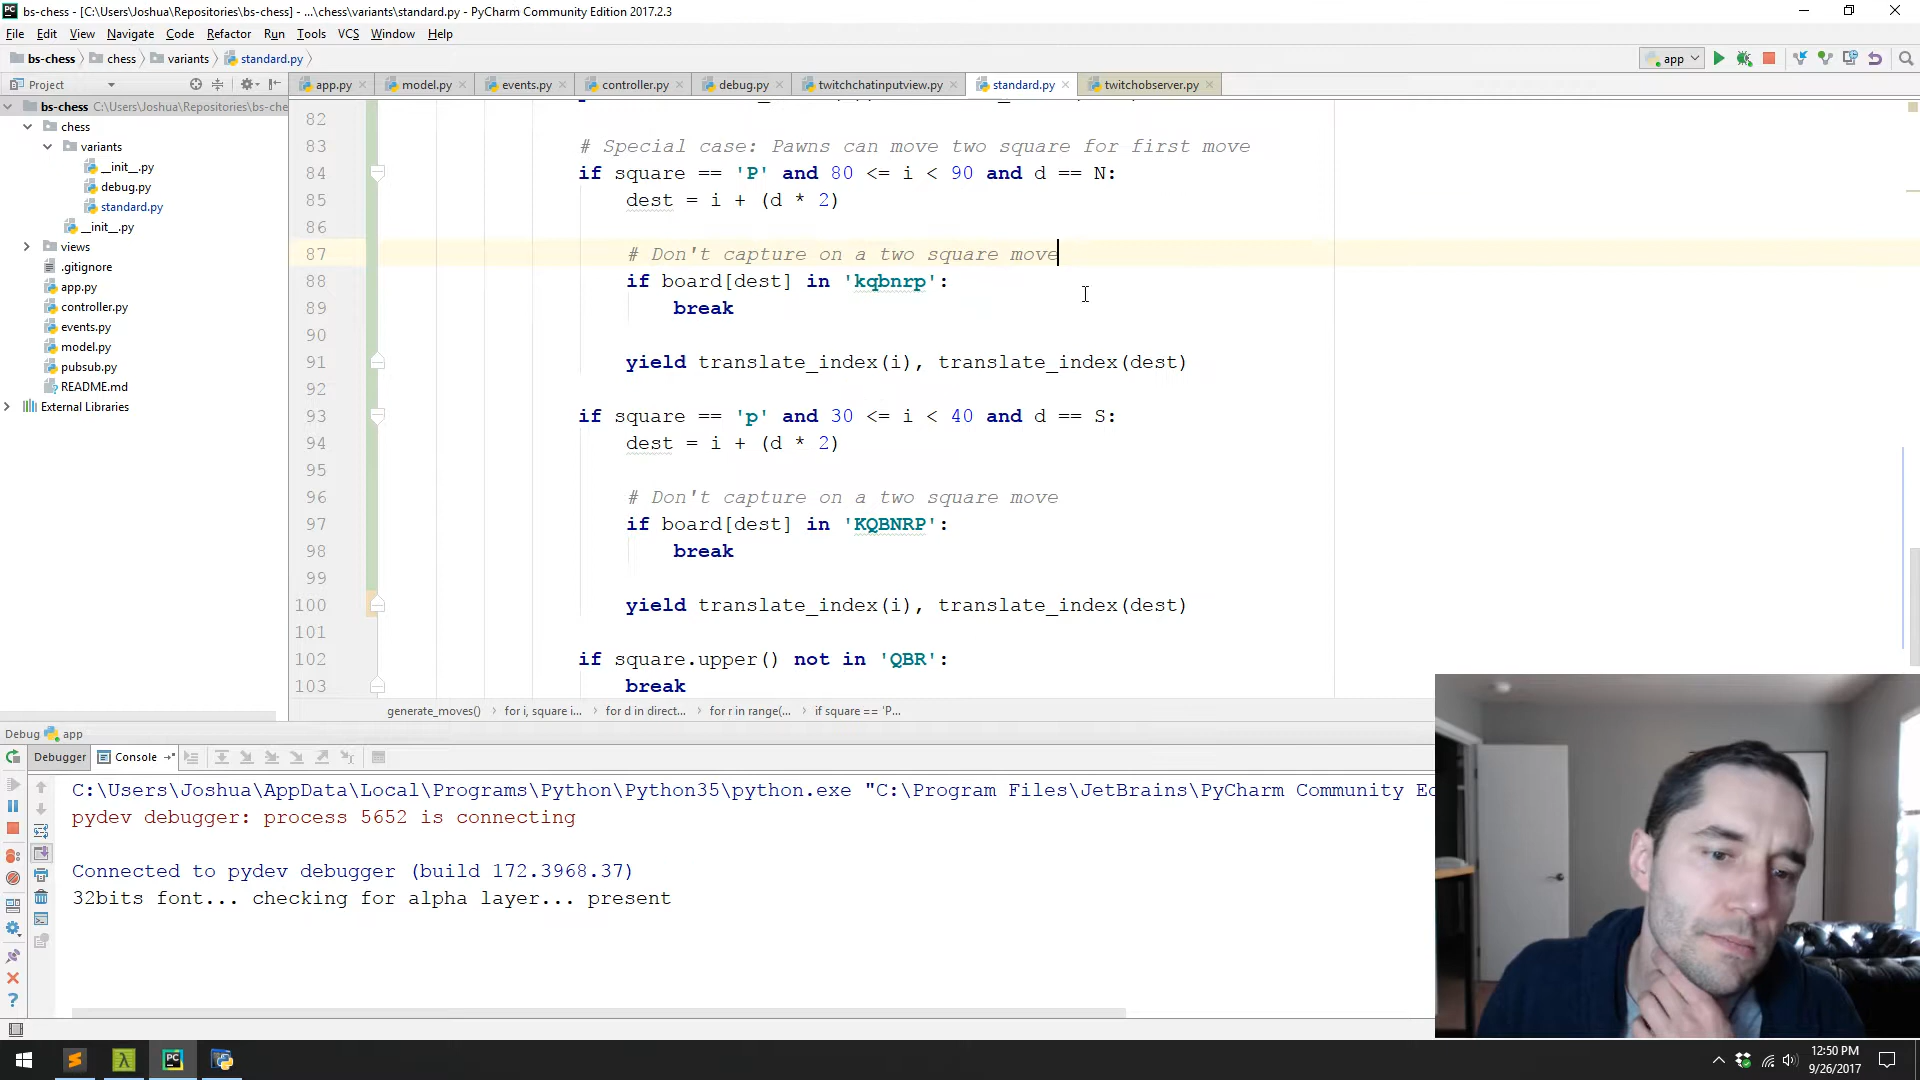 bs-chess - [C:\Users\Joshua\Repositories\bs-chess] - ...\chess\variants\standard.py - PyCharm Community Edition 2017.2.3
File Edit View Navigate Code Refactor Run Tools VCS Window Help
bs-chess chess variants standard.py
app
Project
app.py model.py events.py controller.py debug.py twitchchatinputview.py standard.py twitchobserver.py
bs-chess C:\Users\Joshua\Repositories\bs-che
chess
variants
__init__.py
debug.py
standard.py
__init__.py
views
.gitignore
app.py
controller.py
events.py
model.py
pubsub.py
README.md
External Libraries
82
83 # Special case: Pawns can move two square for first move
84 if square == 'P' and 80 <= i < 90 and d == N:
85 dest = i + (d * 2)
86
87 # Don't capture on a two square move
88 if board[dest] in 'kqbnrp':
89 break
90
91 yield translate_index(i), translate_index(dest)
92
93 if square == 'p' and 30 <= i < 40 and d == S:
94 dest = i + (d * 2)
95
96 # Don't capture on a two square move
97 if board[dest] in 'KQBNRP':
98 break
99
100 yield translate_index(i), translate_index(dest)
101
102 if square.upper() not in 'QBR':
103 break
generate_moves() for i, square i... for d in direct... for r in range(... if square == 'P...
Debug app
Debugger Console
C:\Users\Joshua\AppData\Local\Programs\Python\Python35\python.exe "C:\Program Files\JetBrains\PyCharm Community Ed
pydev debugger: process 5652 is connecting
Connected to pydev debugger (build 172.3968.37)
32bits font... checking for alpha layer... present
12:50 PM
9/26/2017